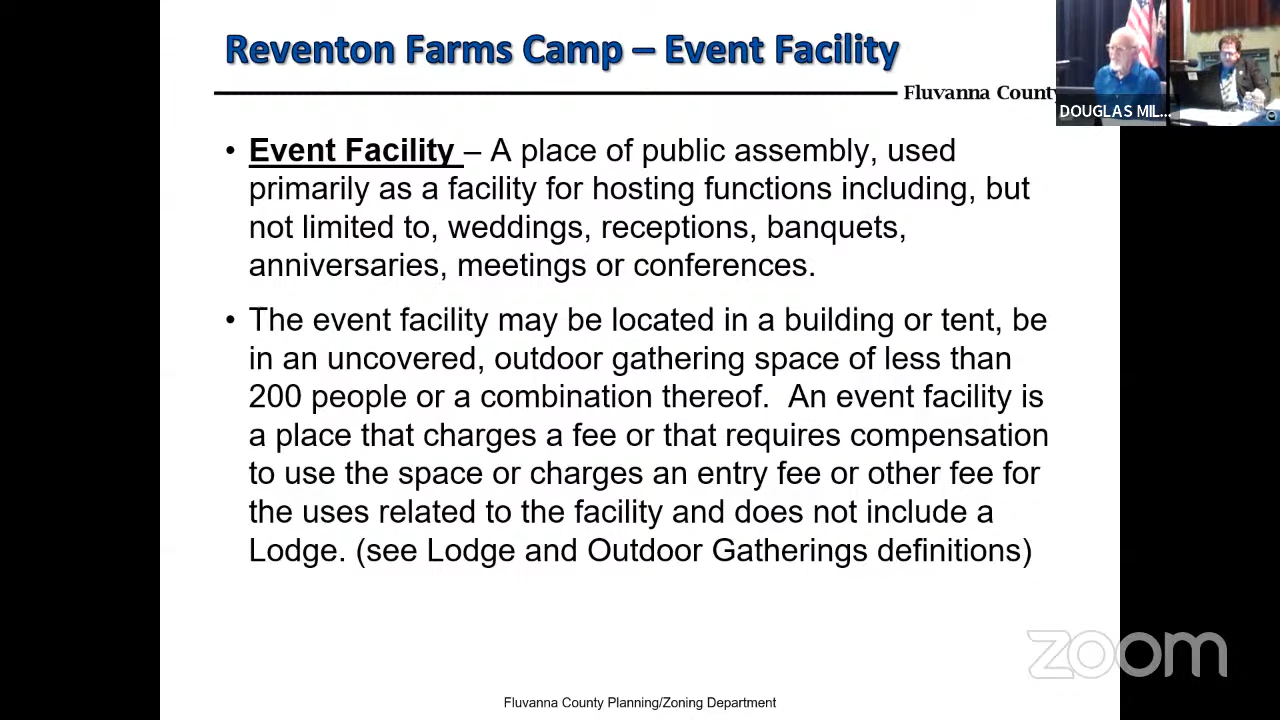 Reventon Farms Camp – Event Facility
Fluvanna County
DOUGLAS MIL...
• Event Facility – A place of public assembly, used
primarily as a facility for hosting functions including, but
not limited to, weddings, receptions, banquets,
anniversaries, meetings or conferences.
• The event facility may be located in a building or tent, be
in an uncovered, outdoor gathering space of less than
200 people or a combination thereof. An event facility is
a place that charges a fee or that requires compensation
to use the space or charges an entry fee or other fee for
the uses related to the facility and does not include a
Lodge. (see Lodge and Outdoor Gatherings definitions)
zoom
Fluvanna County Planning/Zoning Department